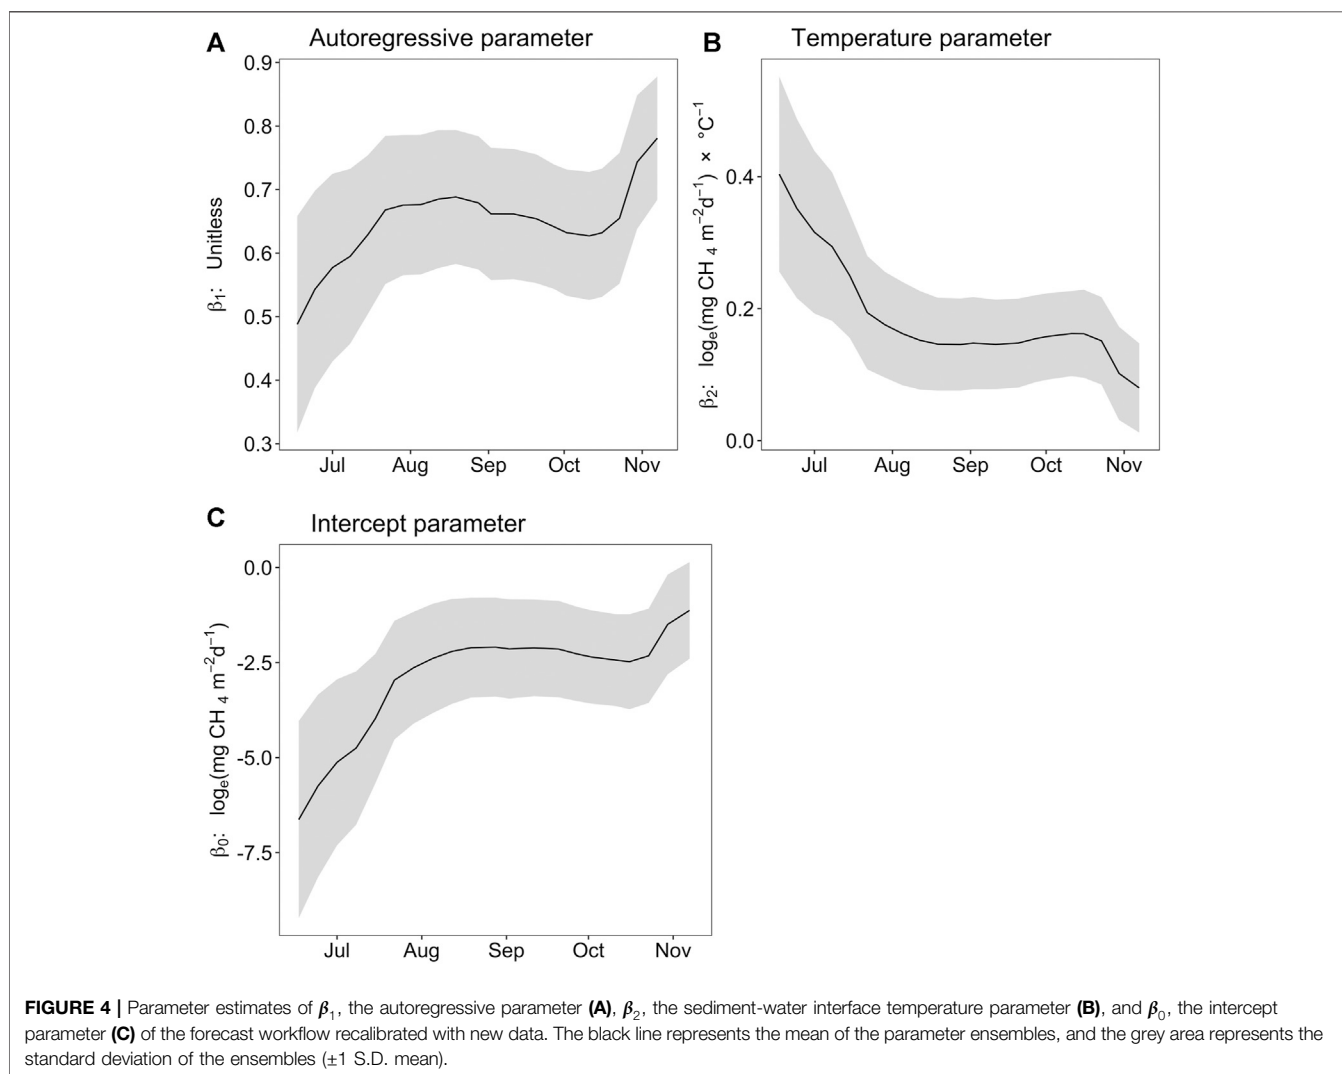 A Autoregressive parameter
β1: Unitless
0.9
0.8
0.7
0.6
0.5
0.4
0.3
Jul Aug Sep Oct Nov
B Temperature parameter
β2: loge(mg CH 4 m−2d−1) × °C−1
0.4
0.2
0.0
Jul Aug Sep Oct Nov
C Intercept parameter
β0: loge(mg CH 4 m−2d−1)
0.0
-2.5
-5.0
-7.5
Jul Aug Sep Oct Nov
FIGURE 4 | Parameter estimates of β1, the autoregressive parameter (A), β2, the sediment-water interface temperature parameter (B), and β0, the intercept
parameter (C) of the forecast workflow recalibrated with new data. The black line represents the mean of the parameter ensembles, and the grey area represents the
standard deviation of the ensembles (±1 S.D. mean).